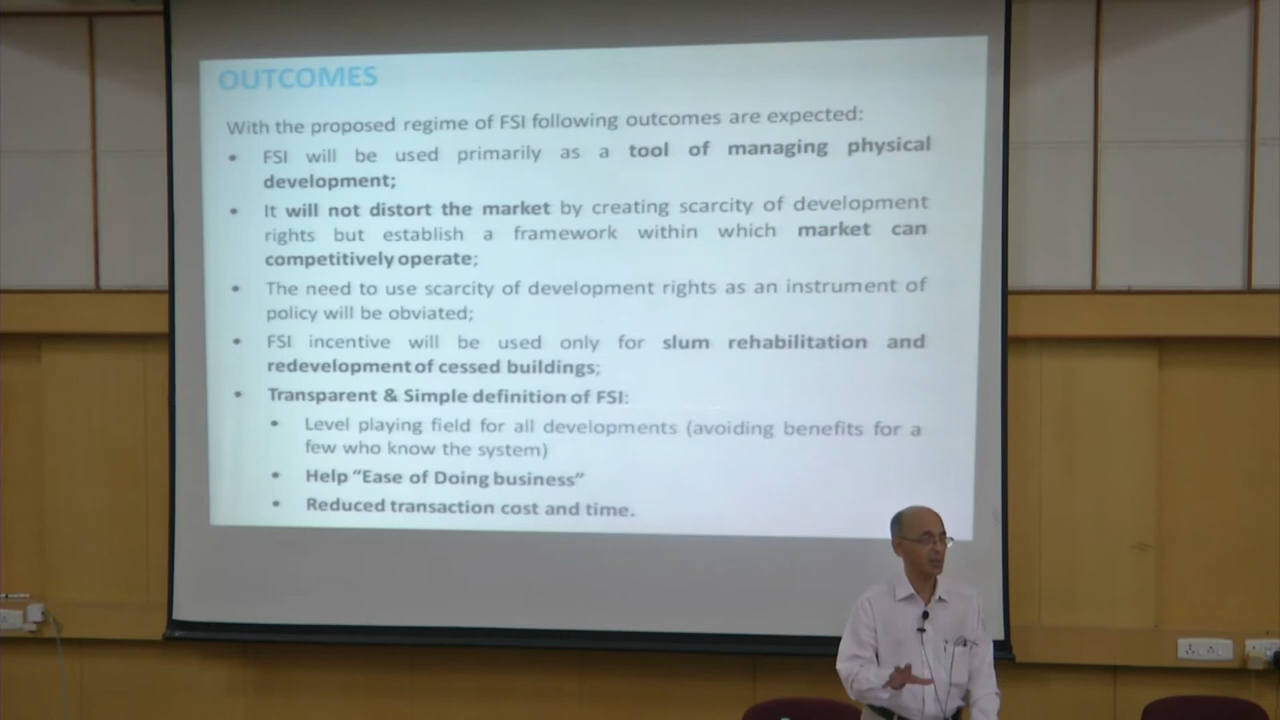 OUTCOMES
With the proposed regime of FSI following outcomes are expected:
• FSI will be used primarily as a tool of managing physical
development;
• It will not distort the market by creating scarcity of development
rights but establish a framework within which market can
competitively operate;
• The need to use scarcity of development rights as an instrument of
policy will be obviated;
• FSI incentive will be used only for slum rehabilitation and
redevelopment of cessed buildings;
• Transparent & Simple definition of FSI:
• Level playing field for all developments (avoiding benefits for a
few who know the system)
• Help “Ease of Doing business”
• Reduced transaction cost and time.